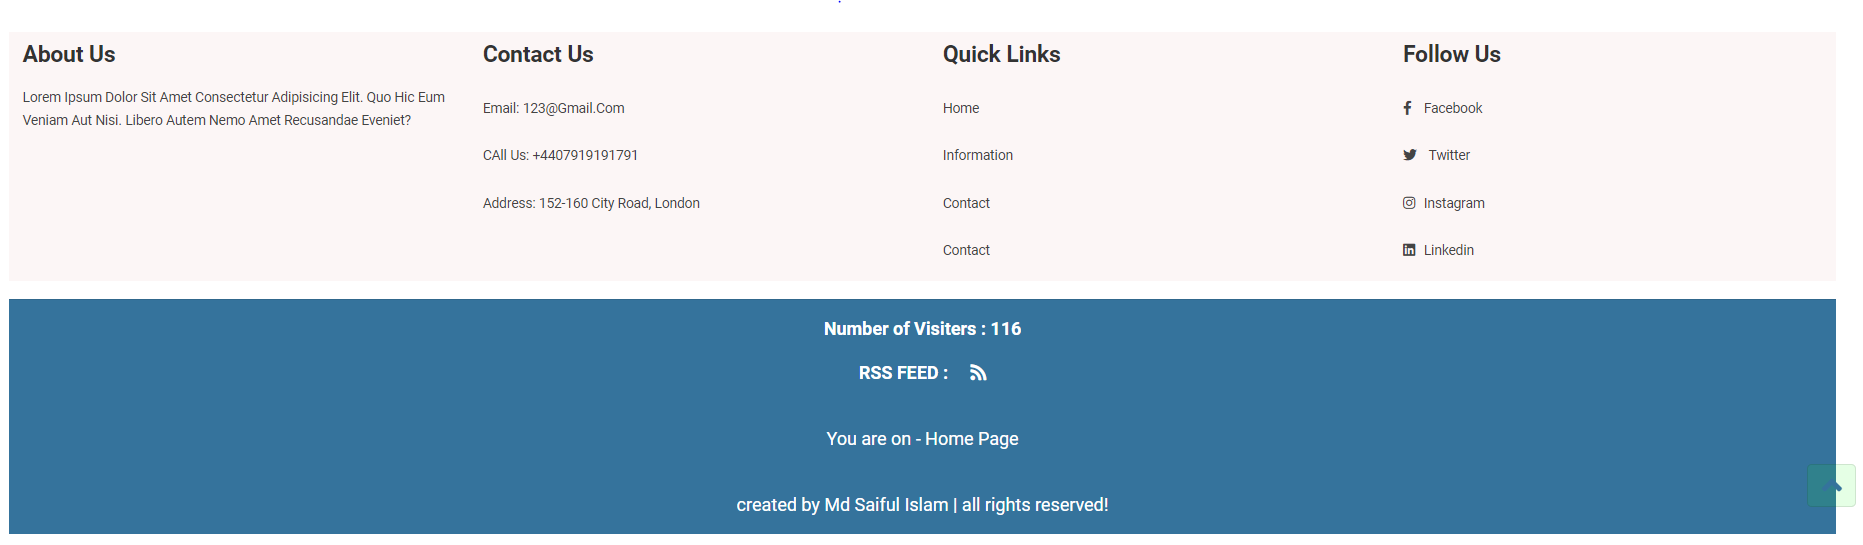 About Us
Lorem Ipsum Dolor Sit Amet Consectetur Adipisicing Elit. Quo Hic Eum
Veniam Aut Nisi. Libero Autem Nemo Amet Recusandae Eveniet?
Contact Us
Email: 123@Gmail.Com
CAll Us: +4407919191791
Address: 152-160 City Road, London
Quick Links
Home
Information
Contact
Contact
Follow Us
Facebook
Twitter
Instagram
Linkedin
Number of Visiters : 116
RSS FEED :
You are on - Home Page
created by Md Saiful Islam | all rights reserved!